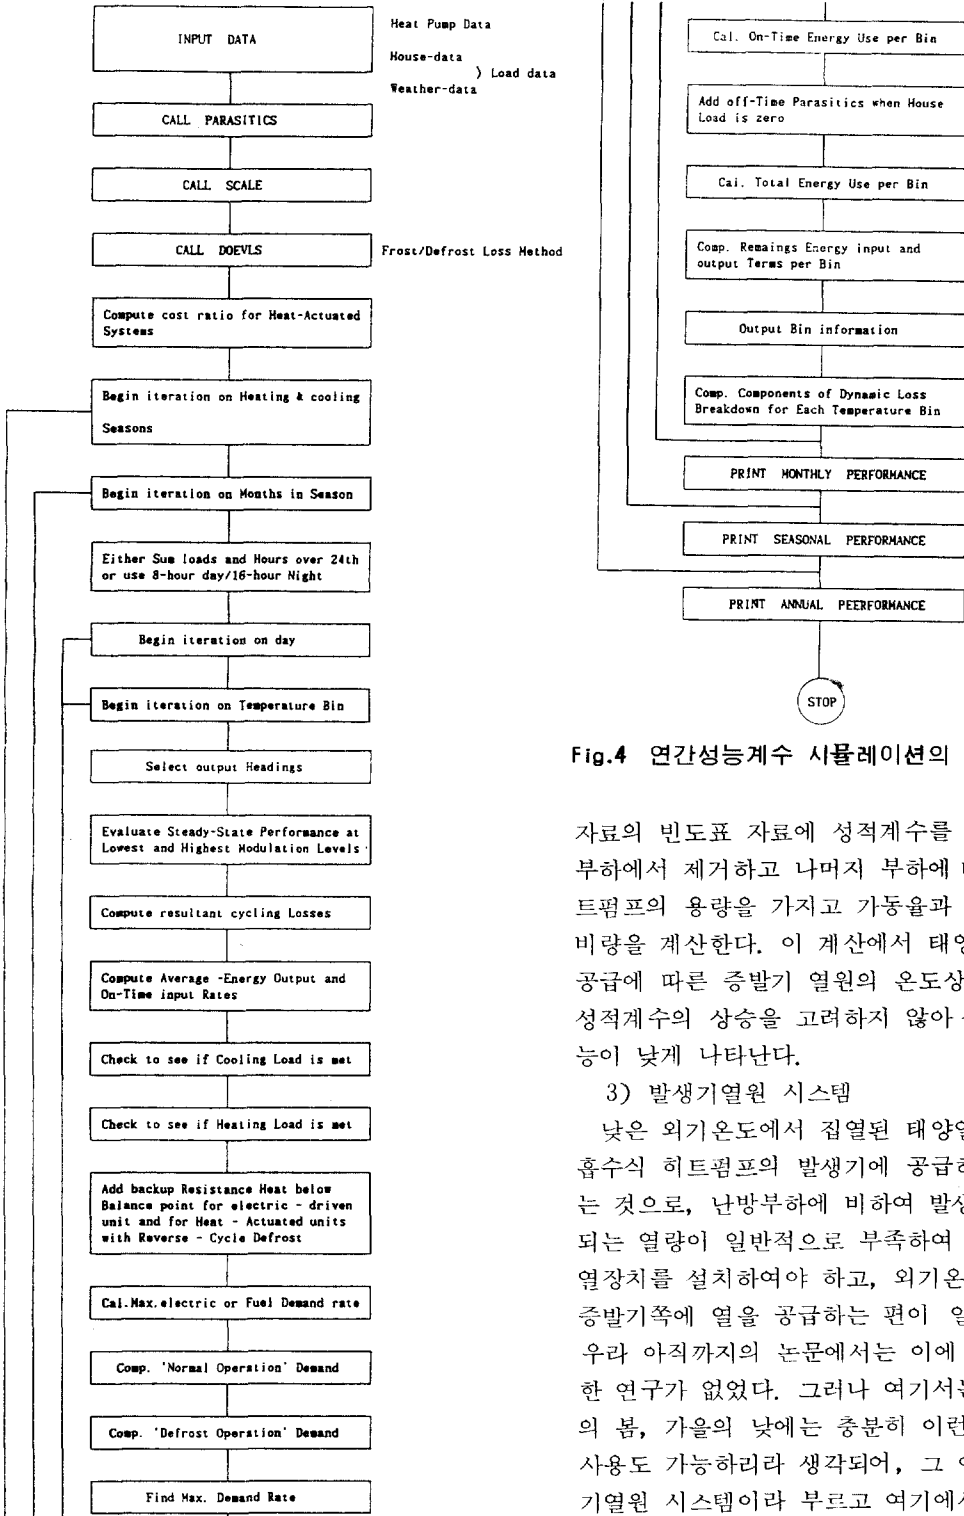 INPUT DATA
Heat Pump Data
House-data
) Load data
Weather-data
CALL PARASITICS
CALL SCALE
CALL DOEVLS
Frost/Defrost Loss Method
Compute cost ratio for Heat-Actuated
Systems
Begin iteration on Heating & cooling
Seasons
Begin iteration on Months in Season
Either Sum loads and Hours over 24th
or use 8-hour day/16-hour Night
Begin iteration on day
Begin iteration on Temperature Bin
Select output Headings
Evaluate Steady-State Performance at
Lowest and Highest Modulation Levels
Compute resultant cycling Losses
Compute Average -Energy Output and
On-Time input Rates
Check to see if Cooling Load is met
Check to see if Heating Load is met
Add backup Resistance Heat below
Balance point for electric - driven
unit and for Heat - Actuated units
with Reverse - Cycle Defrost
Cal.Max.electric or Fuel Demand rate
Comp. 'Normal Operation' Demand
Comp. 'Defrost Operation' Demand
Find Max. Demand Rate
Cal. On-Time Energy Use per Bin
Add off-Time Parasitics when House
Load is zero
Cal. Total Energy Use per Bin
Comp. Remaings Energy input and
output Terms per Bin
Output Bin information
Comp. Components of Dynamic Loss
Breakdown for Each Temperature Bin
PRINT MONTHLY PERFORMANCE
PRINT SEASONAL PERFORMANCE
PRINT ANNUAL PEERFORMANCE
STOP
Fig.4 연간성능계수 시뮬레이션의
자료의 빈도표 자료에 성적계수를
부하에서 제거하고 나머지 부하에
트펌프의 용량을 가지고 가동율과
비량을 계산한다. 이 계산에서 태양
공급에 따른 증발기 열원의 온도상
성적계수의 상승을 고려하지 않아
능이 낮게 나타난다.
3) 발생기열원 시스템
낮은 외기온도에서 집열된 태양열
흡수식 히트펌프의 발생기에 공급하
는 것으로, 난방부하에 비하여 발생
되는 열량이 일반적으로 부족하여
열장치를 설치하여야 하고, 외기온
증발기쪽에 열을 공급하는 편이
우라 아직까지의 논문에서는 이에
한 연구가 없었다. 그러나 여기서는
의 봄, 가을의 낮에는 충분히 이런
사용도 가능하리라 생각되어, 그
기열원 시스템이라 부르고 여기에서